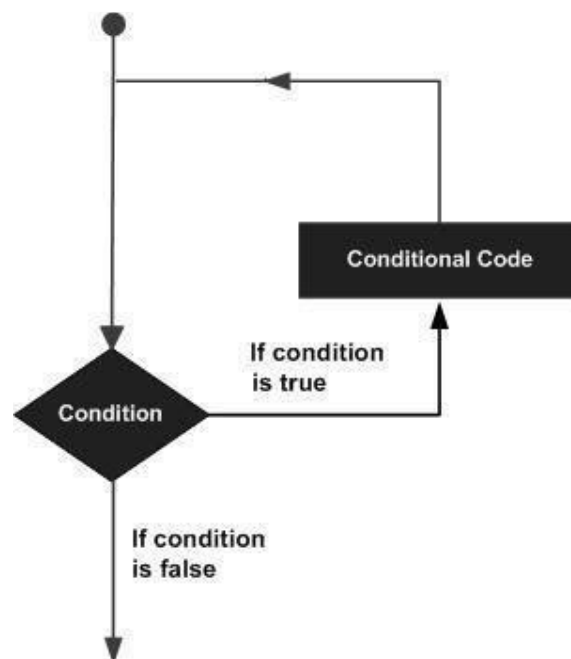 Conditional Code
If condition
is true
Condition
If condition
is false